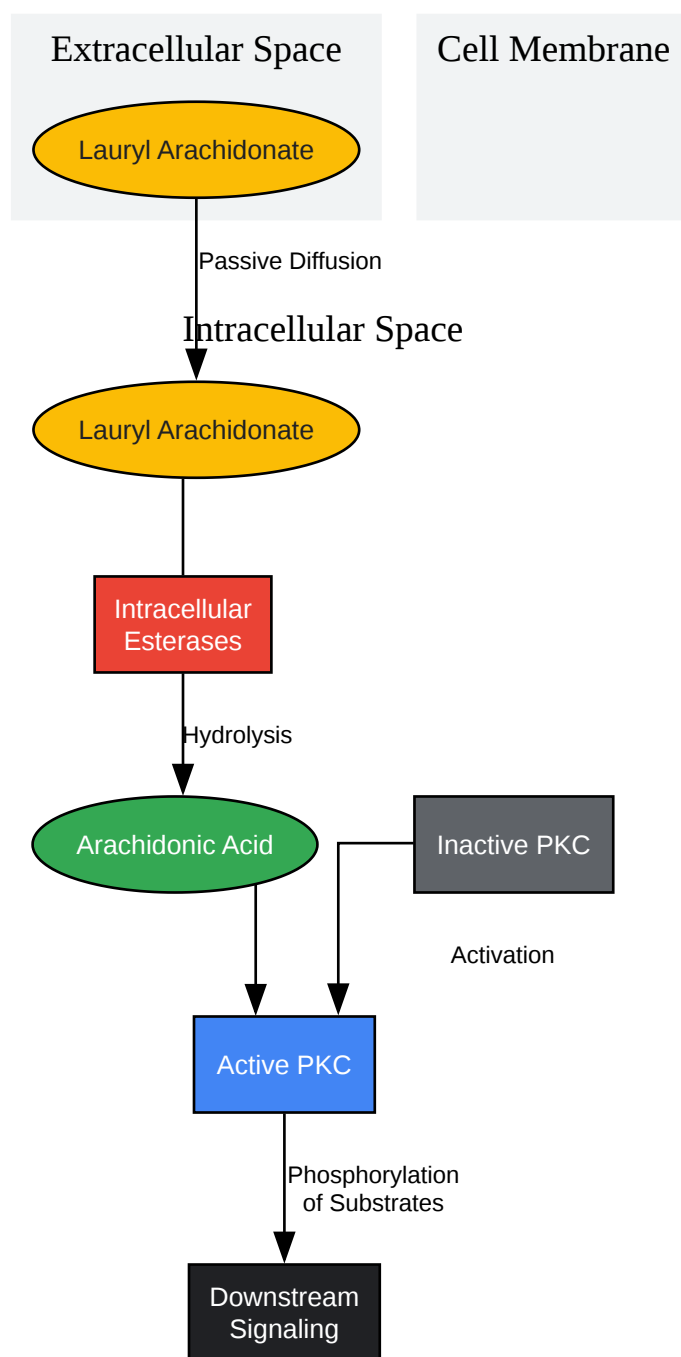 Extracellular Space
Cell Membrane
Lauryl Arachidonate
Passive Diffusion
Intracellular Space
Lauryl Arachidonate
Intracellular
Esterases
Hydrolysis
Arachidonic Acid
Inactive PKC
Activation
Active PKC
Phosphorylation
of Substrates
Downstream
Signaling